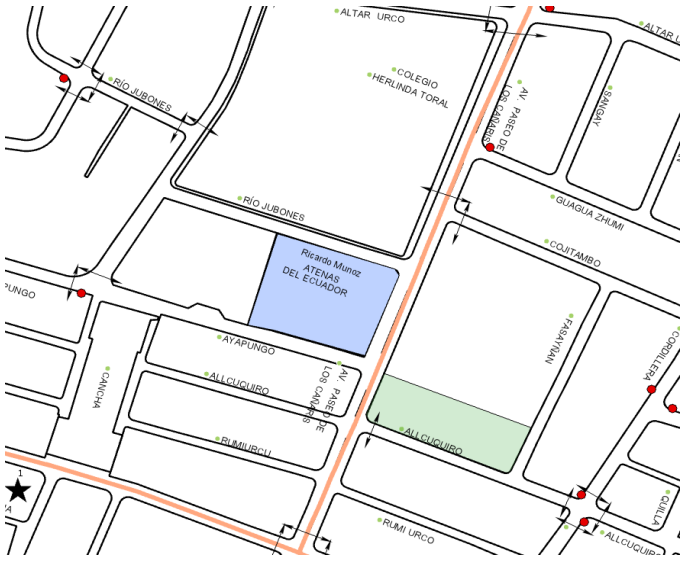 ALTAR URCO
ALTAR U
COLEGIO
HERLINDA TORAL
RÍO JUBONES
AV. PASEO DE
LOS CAÑARIS
SANGAY
RÍO JUBONES
GUAGUA ZHUMI
COJITAMBO
Ricardo Munoz
ATENAS
DEL ECUADOR
PUNGO
FASAYÑAN
CORDILLERA
AYAPUNGO
AV. PASEO DE
LOS CAÑARIS
CANCHA
ALLCUQUIRO
ALLCUQUIRO
RUMIURCU
1
QUILLA
RUMI URCO
ALLCUQUIR